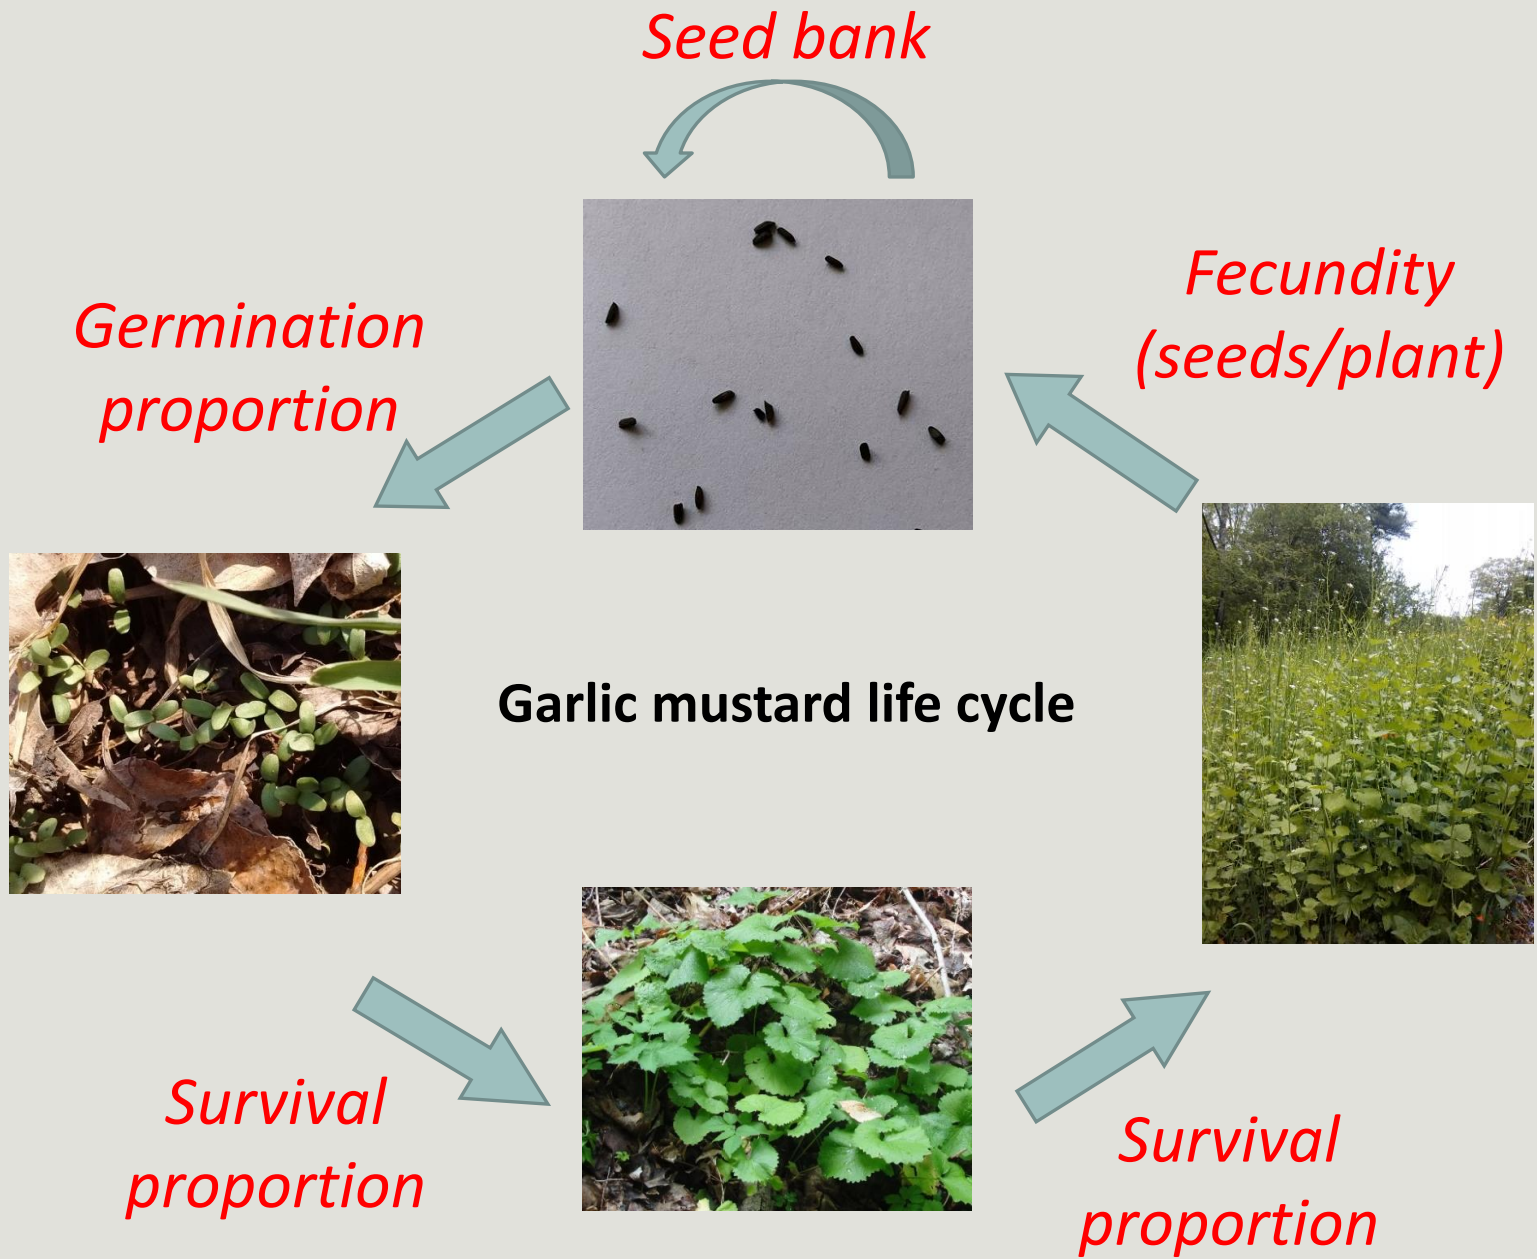 Seed bank
Fecundity
(seeds/plant)
Germination
proportion
Garlic mustard life cycle
Survival
proportion
Survival
proportion